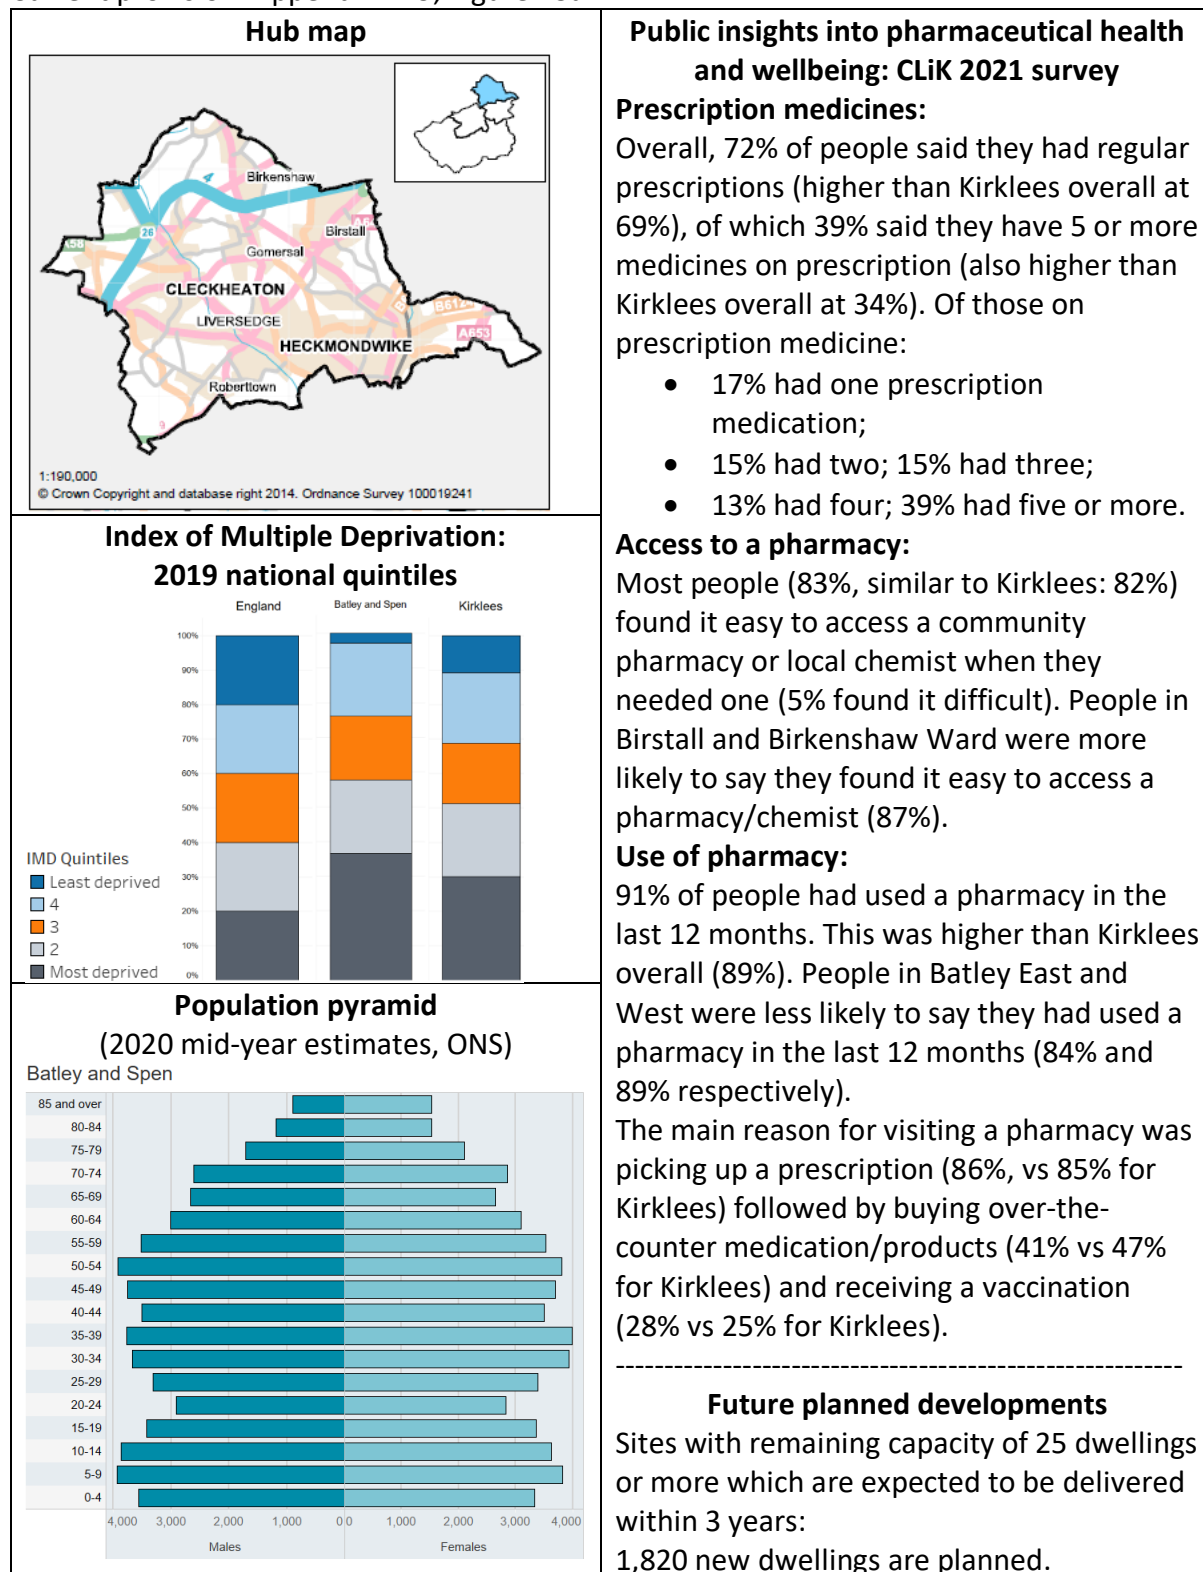 Hub map
Birkenshaw
4
Birstall
26
Gomersal
CLECKHEATON
LIVERSEDGE
HECKMONDWIKE
A653
Roberttown
9
1:190,000
© Crown Copyright and database right 2014. Ordnance Survey 100019241
Index of Multiple Deprivation:
2019 national quintiles
England
Batley and Spen
Kirklees
100%
90%
80%
70%
60%
50%
40%
30%
20%
10%
0%
IMD Quintiles
Least deprived
4
3
2
Most deprived
Population pyramid
(2020 mid-year estimates, ONS)
Batley and Spen
85 and over
80-84
75-79
70-74
65-69
60-64
55-59
50-54
45-49
40-44
35-39
30-34
25-29
20-24
15-19
10-14
5-9
0-4
4,000 3,000 2,000 1,000 0 0 1,000 2,000 3,000 4,000
Males Females
Public insights into pharmaceutical health
and wellbeing: CLiK 2021 survey
Prescription medicines:
Overall, 72% of people said they had regular
prescriptions (higher than Kirklees overall at
69%), of which 39% said they have 5 or more
medicines on prescription (also higher than
Kirklees overall at 34%). Of those on
prescription medicine:
• 17% had one prescription
medication;
• 15% had two; 15% had three;
• 13% had four; 39% had five or more.
Access to a pharmacy:
Most people (83%, similar to Kirklees: 82%)
found it easy to access a community
pharmacy or local chemist when they
needed one (5% found it difficult). People in
Birstall and Birkenshaw Ward were more
likely to say they found it easy to access a
pharmacy/chemist (87%).
Use of pharmacy:
91% of people had used a pharmacy in the
last 12 months. This was higher than Kirklees
overall (89%). People in Batley East and
West were less likely to say they had used a
pharmacy in the last 12 months (84% and
89% respectively).
The main reason for visiting a pharmacy was
picking up a prescription (86%, vs 85% for
Kirklees) followed by buying over-the-
counter medication/products (41% vs 47%
for Kirklees) and receiving a vaccination
(28% vs 25% for Kirklees).
----------------------------------------------------------
Future planned developments
Sites with remaining capacity of 25 dwellings
or more which are expected to be delivered
within 3 years:
1,820 new dwellings are planned.